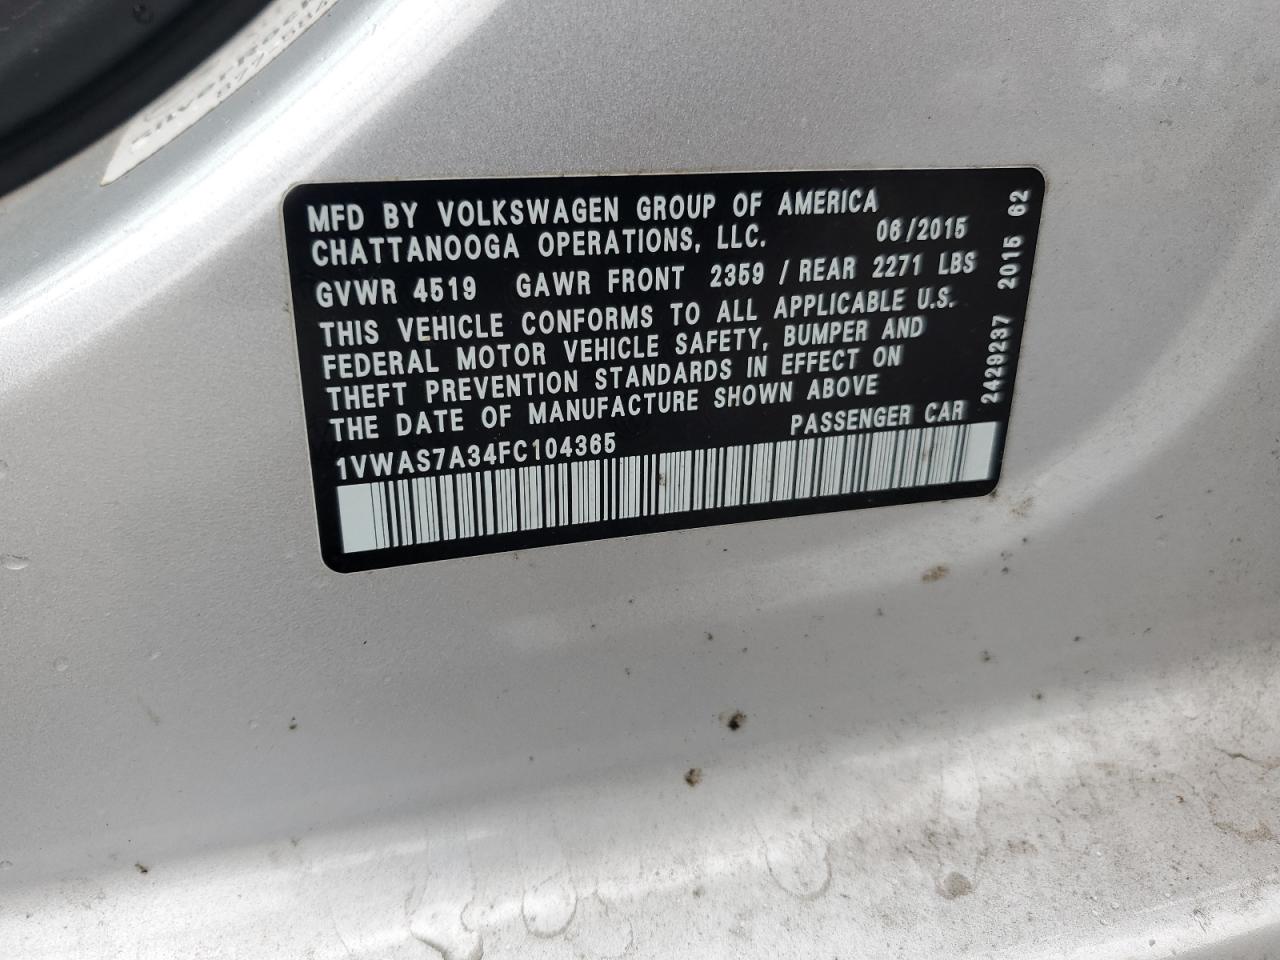 MFD BY VOLKSWAGEN GROUP OF AMERICA
CHATTANOOGA OPERATIONS, LLC. 06/2015
GVWR 4519 GAWR FRONT 2359 / REAR 2271 LBS
THIS VEHICLE CONFORMS TO ALL APPLICABLE U.S.
FEDERAL MOTOR VEHICLE SAFETY, BUMPER AND
THEFT PREVENTION STANDARDS IN EFFECT ON
THE DATE OF MANUFACTURE SHOWN ABOVE
1VWAS7A34FC104365 PASSENGER CAR
2429237 2015 62